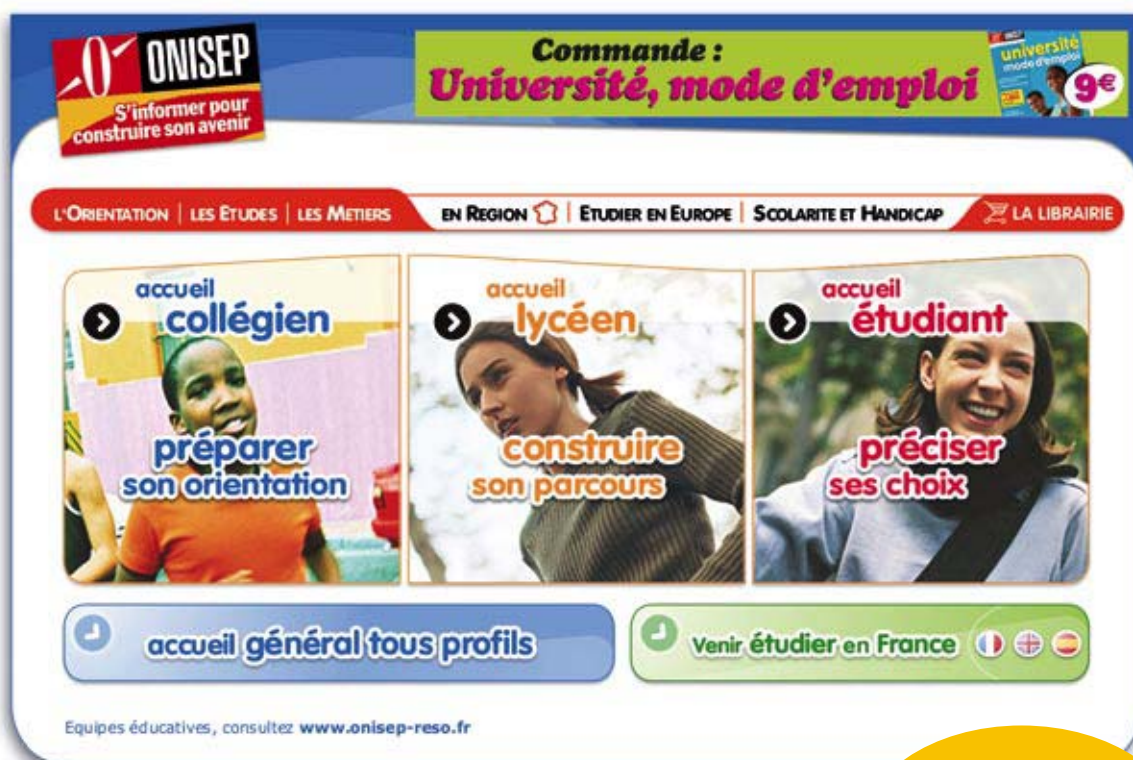 ONISEP
S'informer pour
construire son avenir
Commande :
Université, mode d'emploi
université
mode d'emploi
9€
L'ORIENTATION | LES ETUDES | LES METIERS
EN REGION | ETUDIER EN EUROPE | SCOLARITE ET HANDICAP
LA LIBRAIRIE
accueil
collégien
préparer
son orientation
accueil
lycéen
construire
son parcours
accueil
étudiant
préciser
ses choix
accueil général tous profils
Venir étudier en France
Equipes éducatives, consultez www.onisep-reso.fr